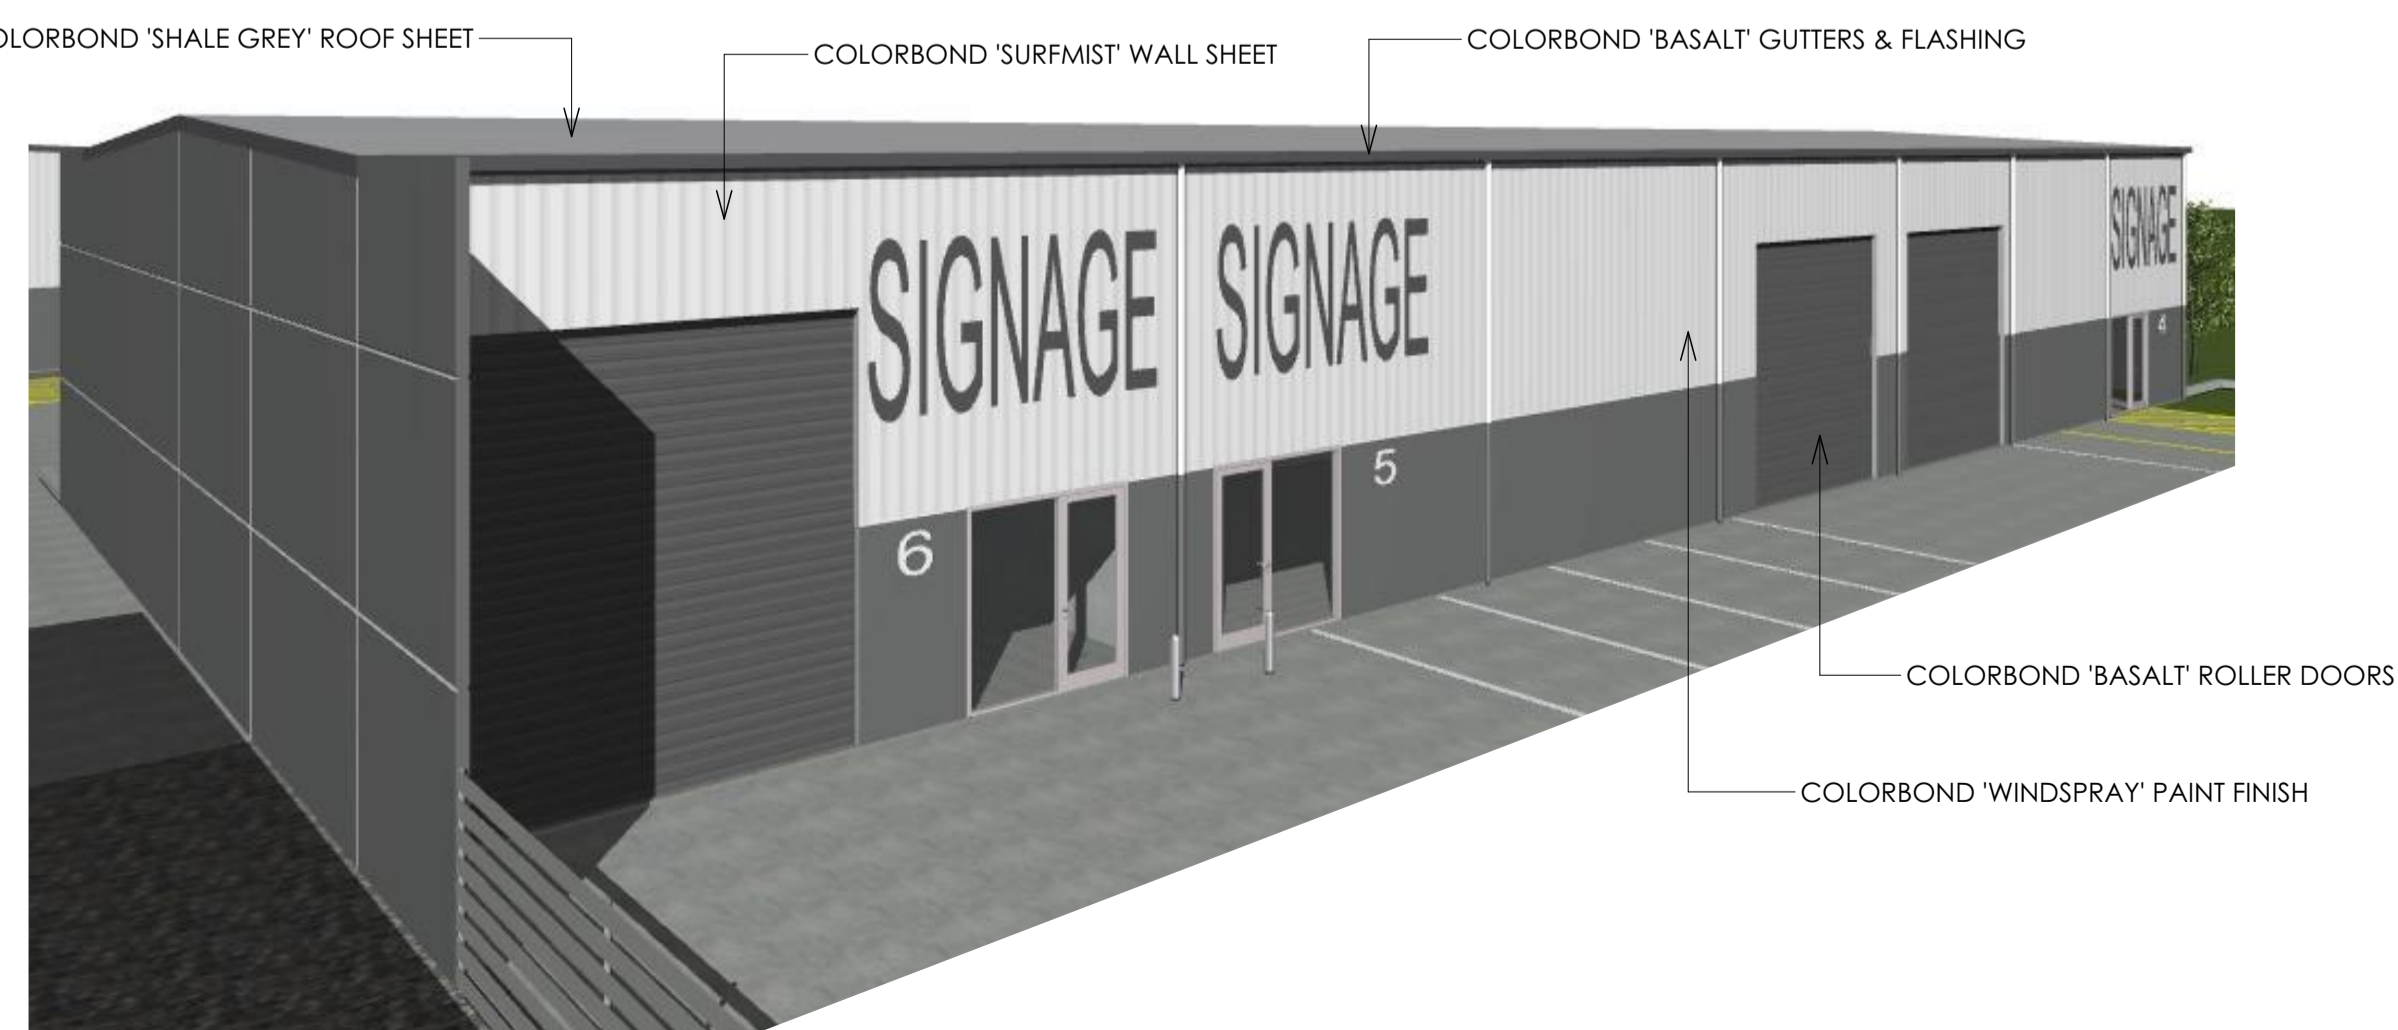 OLORBOND 'SHALE GREY' ROOF SHEET
COLORBOND 'SURFMIST' WALL SHEET
COLORBOND 'BASALT' GUTTERS & FLASHING
SIGNAGE
SIGNAGE
SIGNAGE
4
5
6
COLORBOND 'BASALT' ROLLER DOORS
COLORBOND 'WINDSPRAY' PAINT FINISH